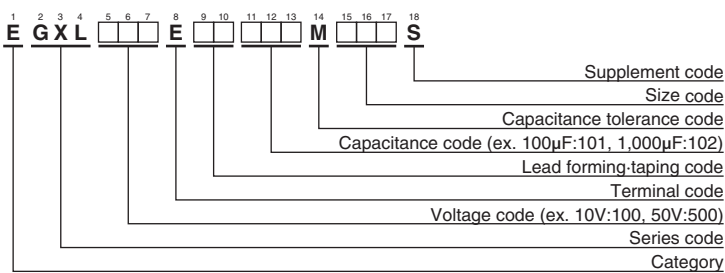 1 2 3 4 5 6 7 8 9 10 11 12 13 14 15 16 17 18
E GXL E M S
Supplement code
Size code
Capacitance tolerance code
Capacitance code (ex. 100µF:101, 1,000µF:102)
Lead forming·taping code
Terminal code
Voltage code (ex. 10V:100, 50V:500)
Series code
Category